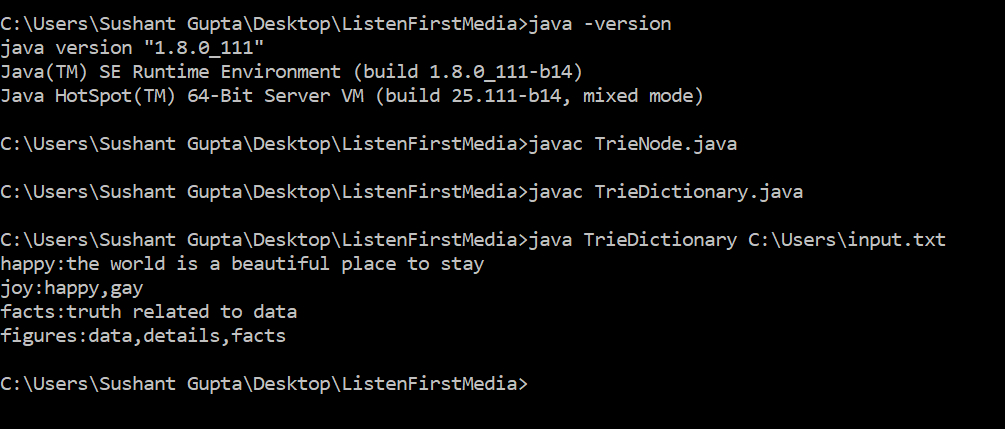 C:\Users\Sushant Gupta\Desktop\ListenFirstMedia>java -version
java version "1.8.0_111"
Java(TM) SE Runtime Environment (build 1.8.0_111-b14)
Java HotSpot(TM) 64-Bit Server VM (build 25.111-b14, mixed mode)
C:\Users\Sushant Gupta\Desktop\ListenFirstMedia>javac TrieNode.java
C:\Users\Sushant Gupta\Desktop\ListenFirstMedia>javac TrieDictionary.java
C:\Users\Sushant Gupta\Desktop\ListenFirstMedia>java TrieDictionary C:\Users\input.txt
happy:the world is a beautiful place to stay
joy:happy,gay
facts:truth related to data
figures:data,details,facts
C:\Users\Sushant Gupta\Desktop\ListenFirstMedia>